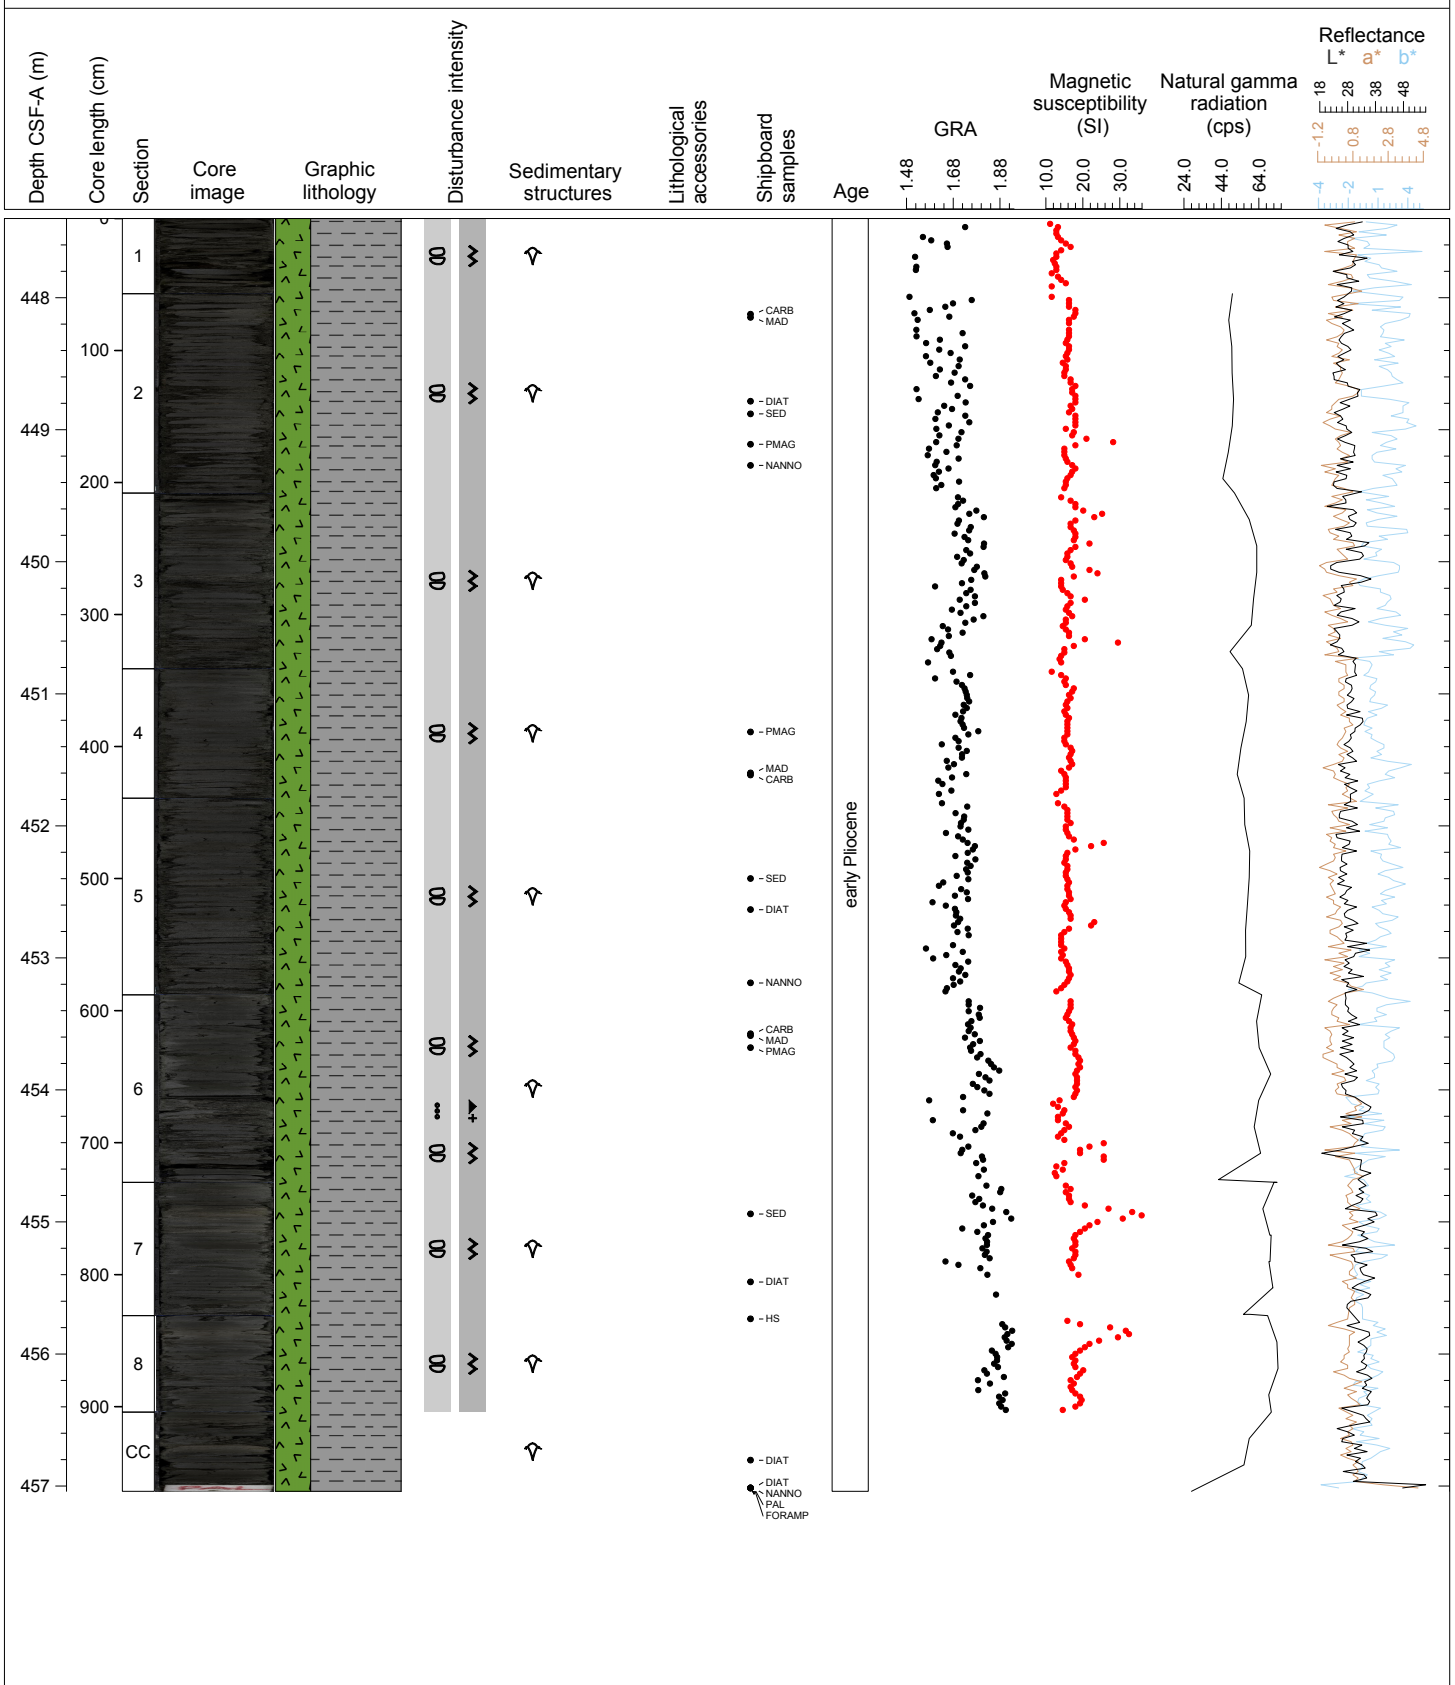 Depth CSF-A (m)
Core length (cm)
Section
Core
image
Graphic
lithology
Disturbance intensity
Sedimentary
structures
Lithological
accessories
Shipboard
samples
Age
GRA
1.48 1.68 1.88
Magnetic
susceptibility
(SI)
10.0 20.0 30.0
Natural gamma
radiation
(cps)
24.0 44.0 64.0
Reflectance
L* a* b*
18 28 38 48
-1.2 0.8 2.8 4.8
-4 -2 1 4
0
1
448
CARB
MAD
100
2
DIAT
449
SED
PMAG
NANNO
200
450
3
300
451
4
PMAG
400
MAD
CARB
452
early Pliocene
500
SED
5
DIAT
453
NANNO
600
CARB
MAD
PMAG
454
6
700
455
SED
7
800
DIAT
HS
456
8
900
CC
DIAT
457
DIAT
NANNO
PAL
FORAMP